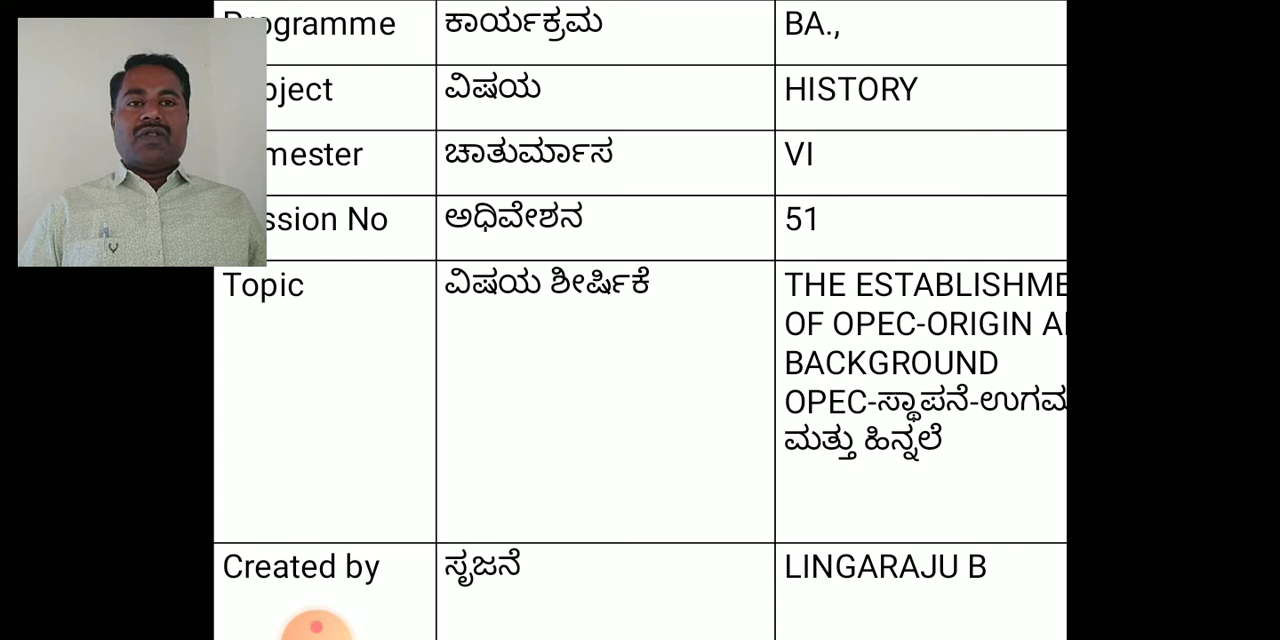 ogramme ಕಾರ್ಯಕ್ರಮ BA.,
ject ವಿಷಯ HISTORY
mester ಚಾತುರ್ಮಾಸ VI
ssion No ಅಧಿವೇಶನ 51
Topic ವಿಷಯ ಶೀರ್ಷಿಕೆ THE ESTABLISHME
OF OPEC-ORIGIN A
BACKGROUND
OPEC-ಸ್ಥಾಪನೆ-ಉಗಮ
ಮತ್ತು ಹಿನ್ನಲೆ
Created by ಸೃಜನೆ LINGARAJU B